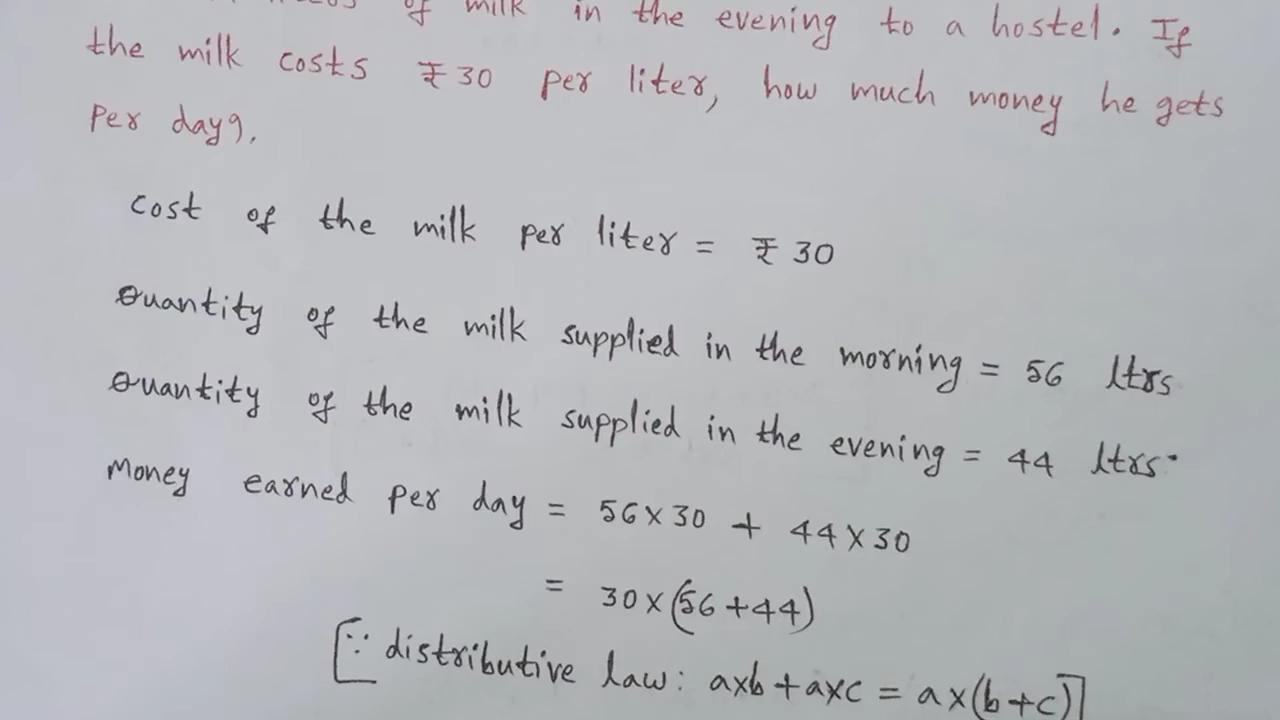 of milk in the evening to a hostel. If
the milk costs ₹ 30 per liter, how much money he gets
Per day?.
cost of the milk per liter = ₹ 30
Quantity of the milk supplied in the morning = 56 ltrs
Quantity of the milk supplied in the evening = 44 ltrs.
Money earned per day = 56 x 30 + 44 x 30
= 30 x (56 + 44)
[∵ distributive law: axb + axc = a x (b+c)]